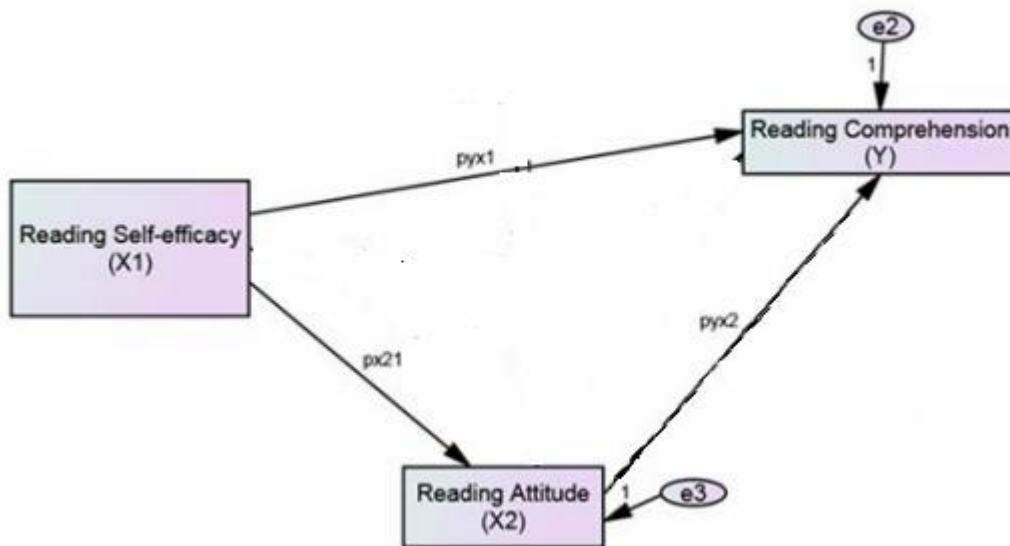 e2
1
Reading Comprehension
(Y)
pyx1
Reading Self-efficacy
(X1)
pyx2
px21
Reading Attitude
(X2)
1
e3